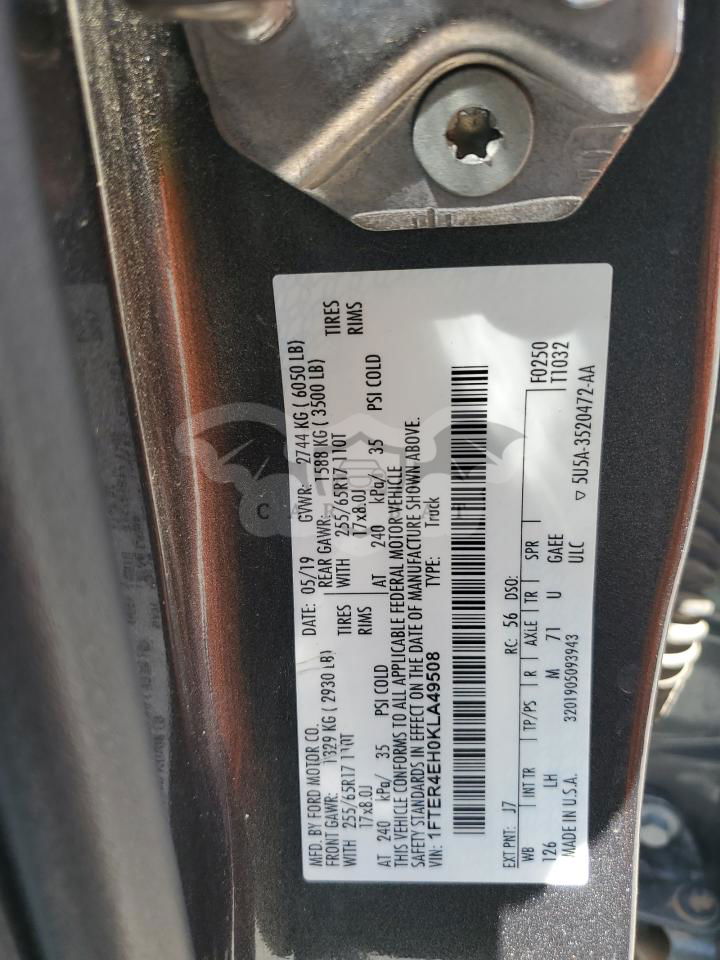 MFD. BY FORD MOTOR CO.
DATE: 05/19 GVWR: 2744 KG ( 6050 LB)
FRONT GAWR: 1329 KG ( 2930 LB)
REAR GAWR: 1588 KG ( 3500 LB)
WITH 255/65R17 110T TIRES
WITH 255/65R17 110T TIRES
17x8.0J RIMS
17x8.0J RIMS
AT 240 kPa/ 35 PSI COLD
AT 240 kPa/ 35 PSI COLD
THIS VEHICLE CONFORMS TO ALL APPLICABLE FEDERAL MOTOR VEHICLE
SAFETY STANDARDS IN EFFECT ON THE DATE OF MANUFACTURE SHOWN ABOVE.
VIN: 1FTER4EH0KLA49508 TYPE: Truck
EXT PNT: J7 RC: 56 DSO:
F0250
T1032
WB INT TR TP/PS R AXLE TR SPR
126 LH M 71 U GAEE
ULC
MADE IN U.S.A. 3201905093943
5U5A-3520472-AA